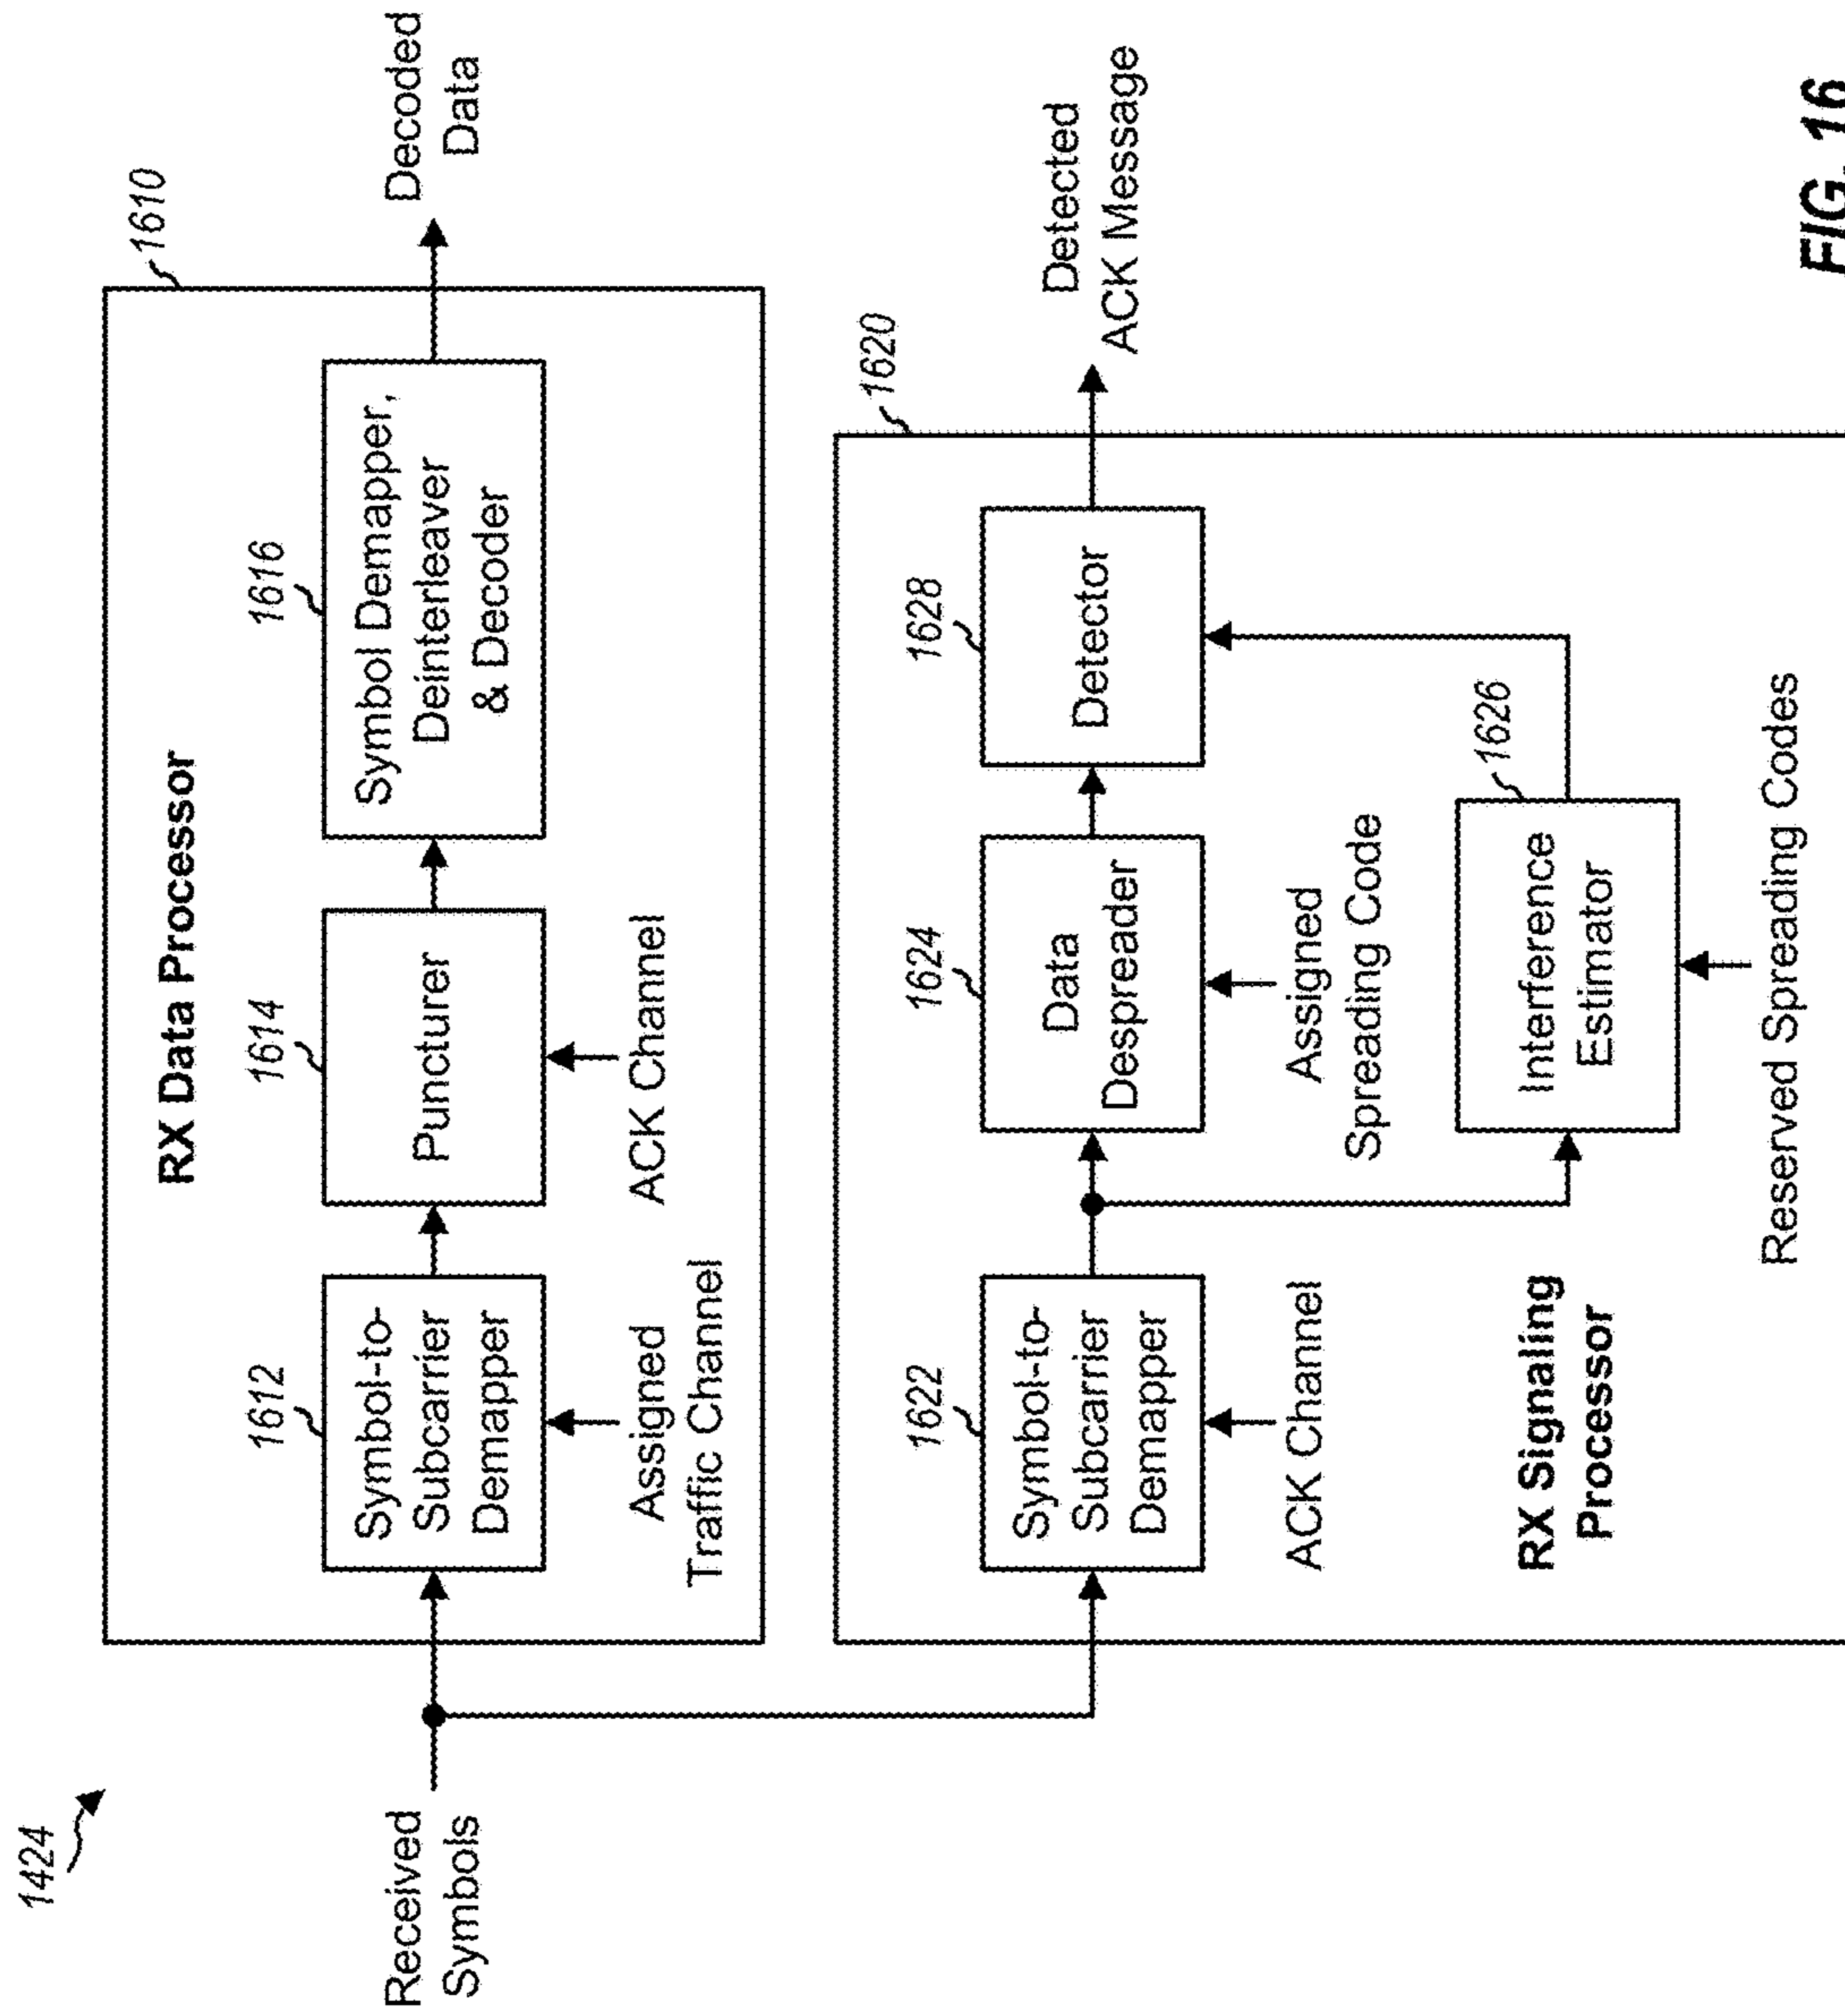 1424
Received
Symbols
RX Data Processor
1610
1612
Symbol-to-
Subcarrier
Demapper
Assigned
Traffic Channel
1614
Puncturer
ACK Channel
1616
Symbol Demapper,
Deinterleaver
& Decoder
Decoded
Data
1620
1622
Symbol-to-
Subcarrier
Demapper
ACK Channel
1624
Data
Despreader
Assigned
Spreading Code
1628
Detector
Detected
ACK Message
RX Signaling
Processor
1626
Interference
Estimator
Reserved Spreading Codes
FIG. 16